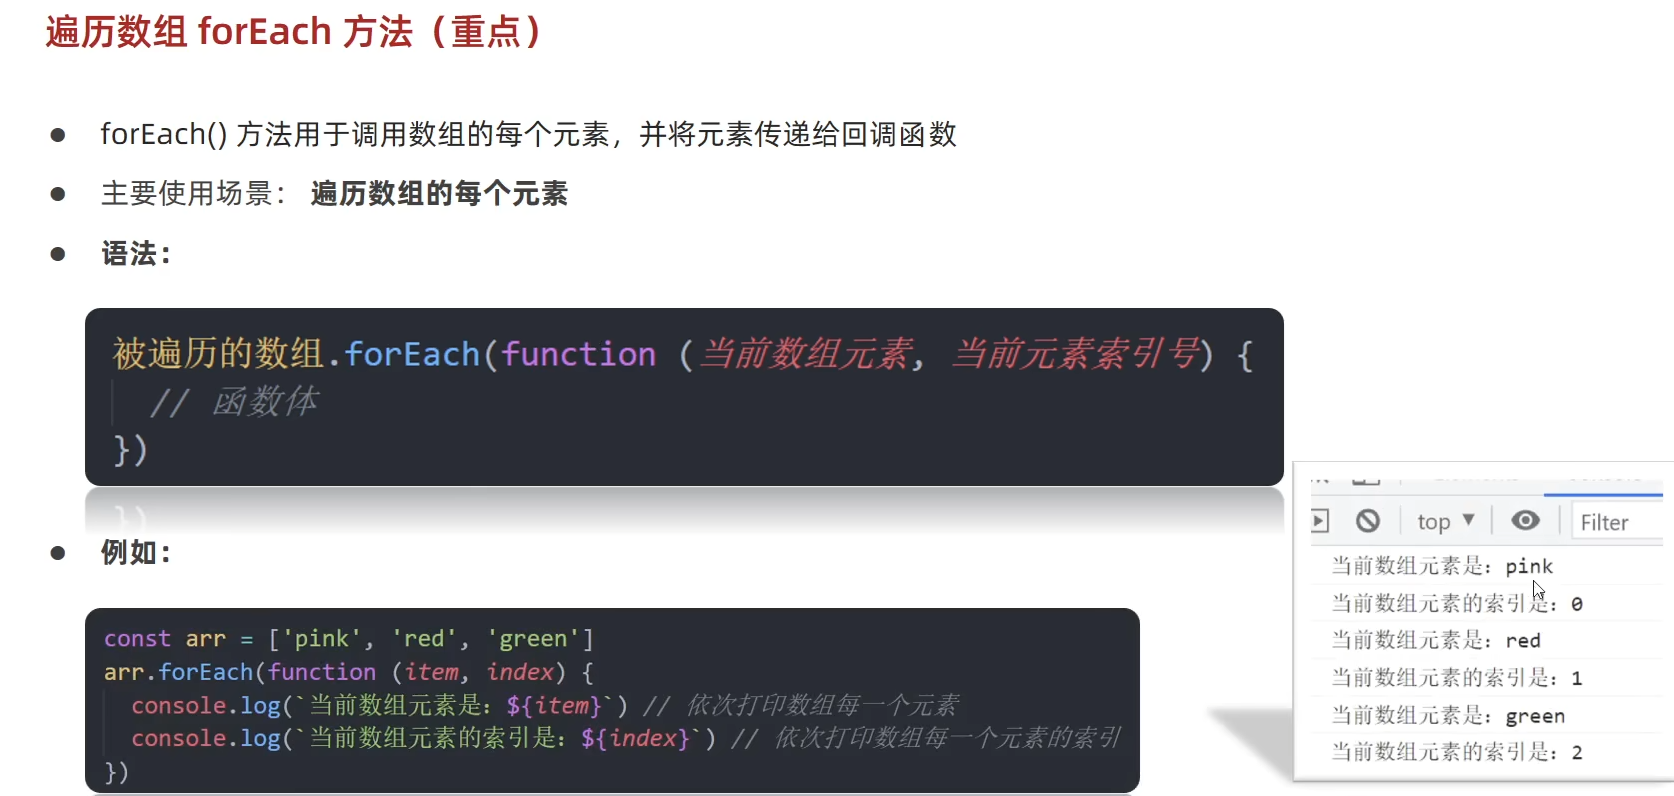 遍历数组 forEach 方法（重点）
● forEach() 方法用于调用数组的每个元素，并将元素传递给回调函数
● 主要使用场景： 遍历数组的每个元素
● 语法：
被遍历的数组.forEach(function (当前数组元素, 当前元素索引号) {
// 函数体
})
● 例如：
const arr = ['pink', 'red', 'green']
arr.forEach(function (item, index) {
console.log(`当前数组元素是：${item}`) // 依次打印数组每一个元素
console.log(`当前数组元素的索引是：${index}`) // 依次打印数组每一个元素的索引
})
top ▼ Filter
当前数组元素是：pink
当前数组元素的索引是：0
当前数组元素是：red
当前数组元素的索引是：1
当前数组元素是：green
当前数组元素的索引是：2